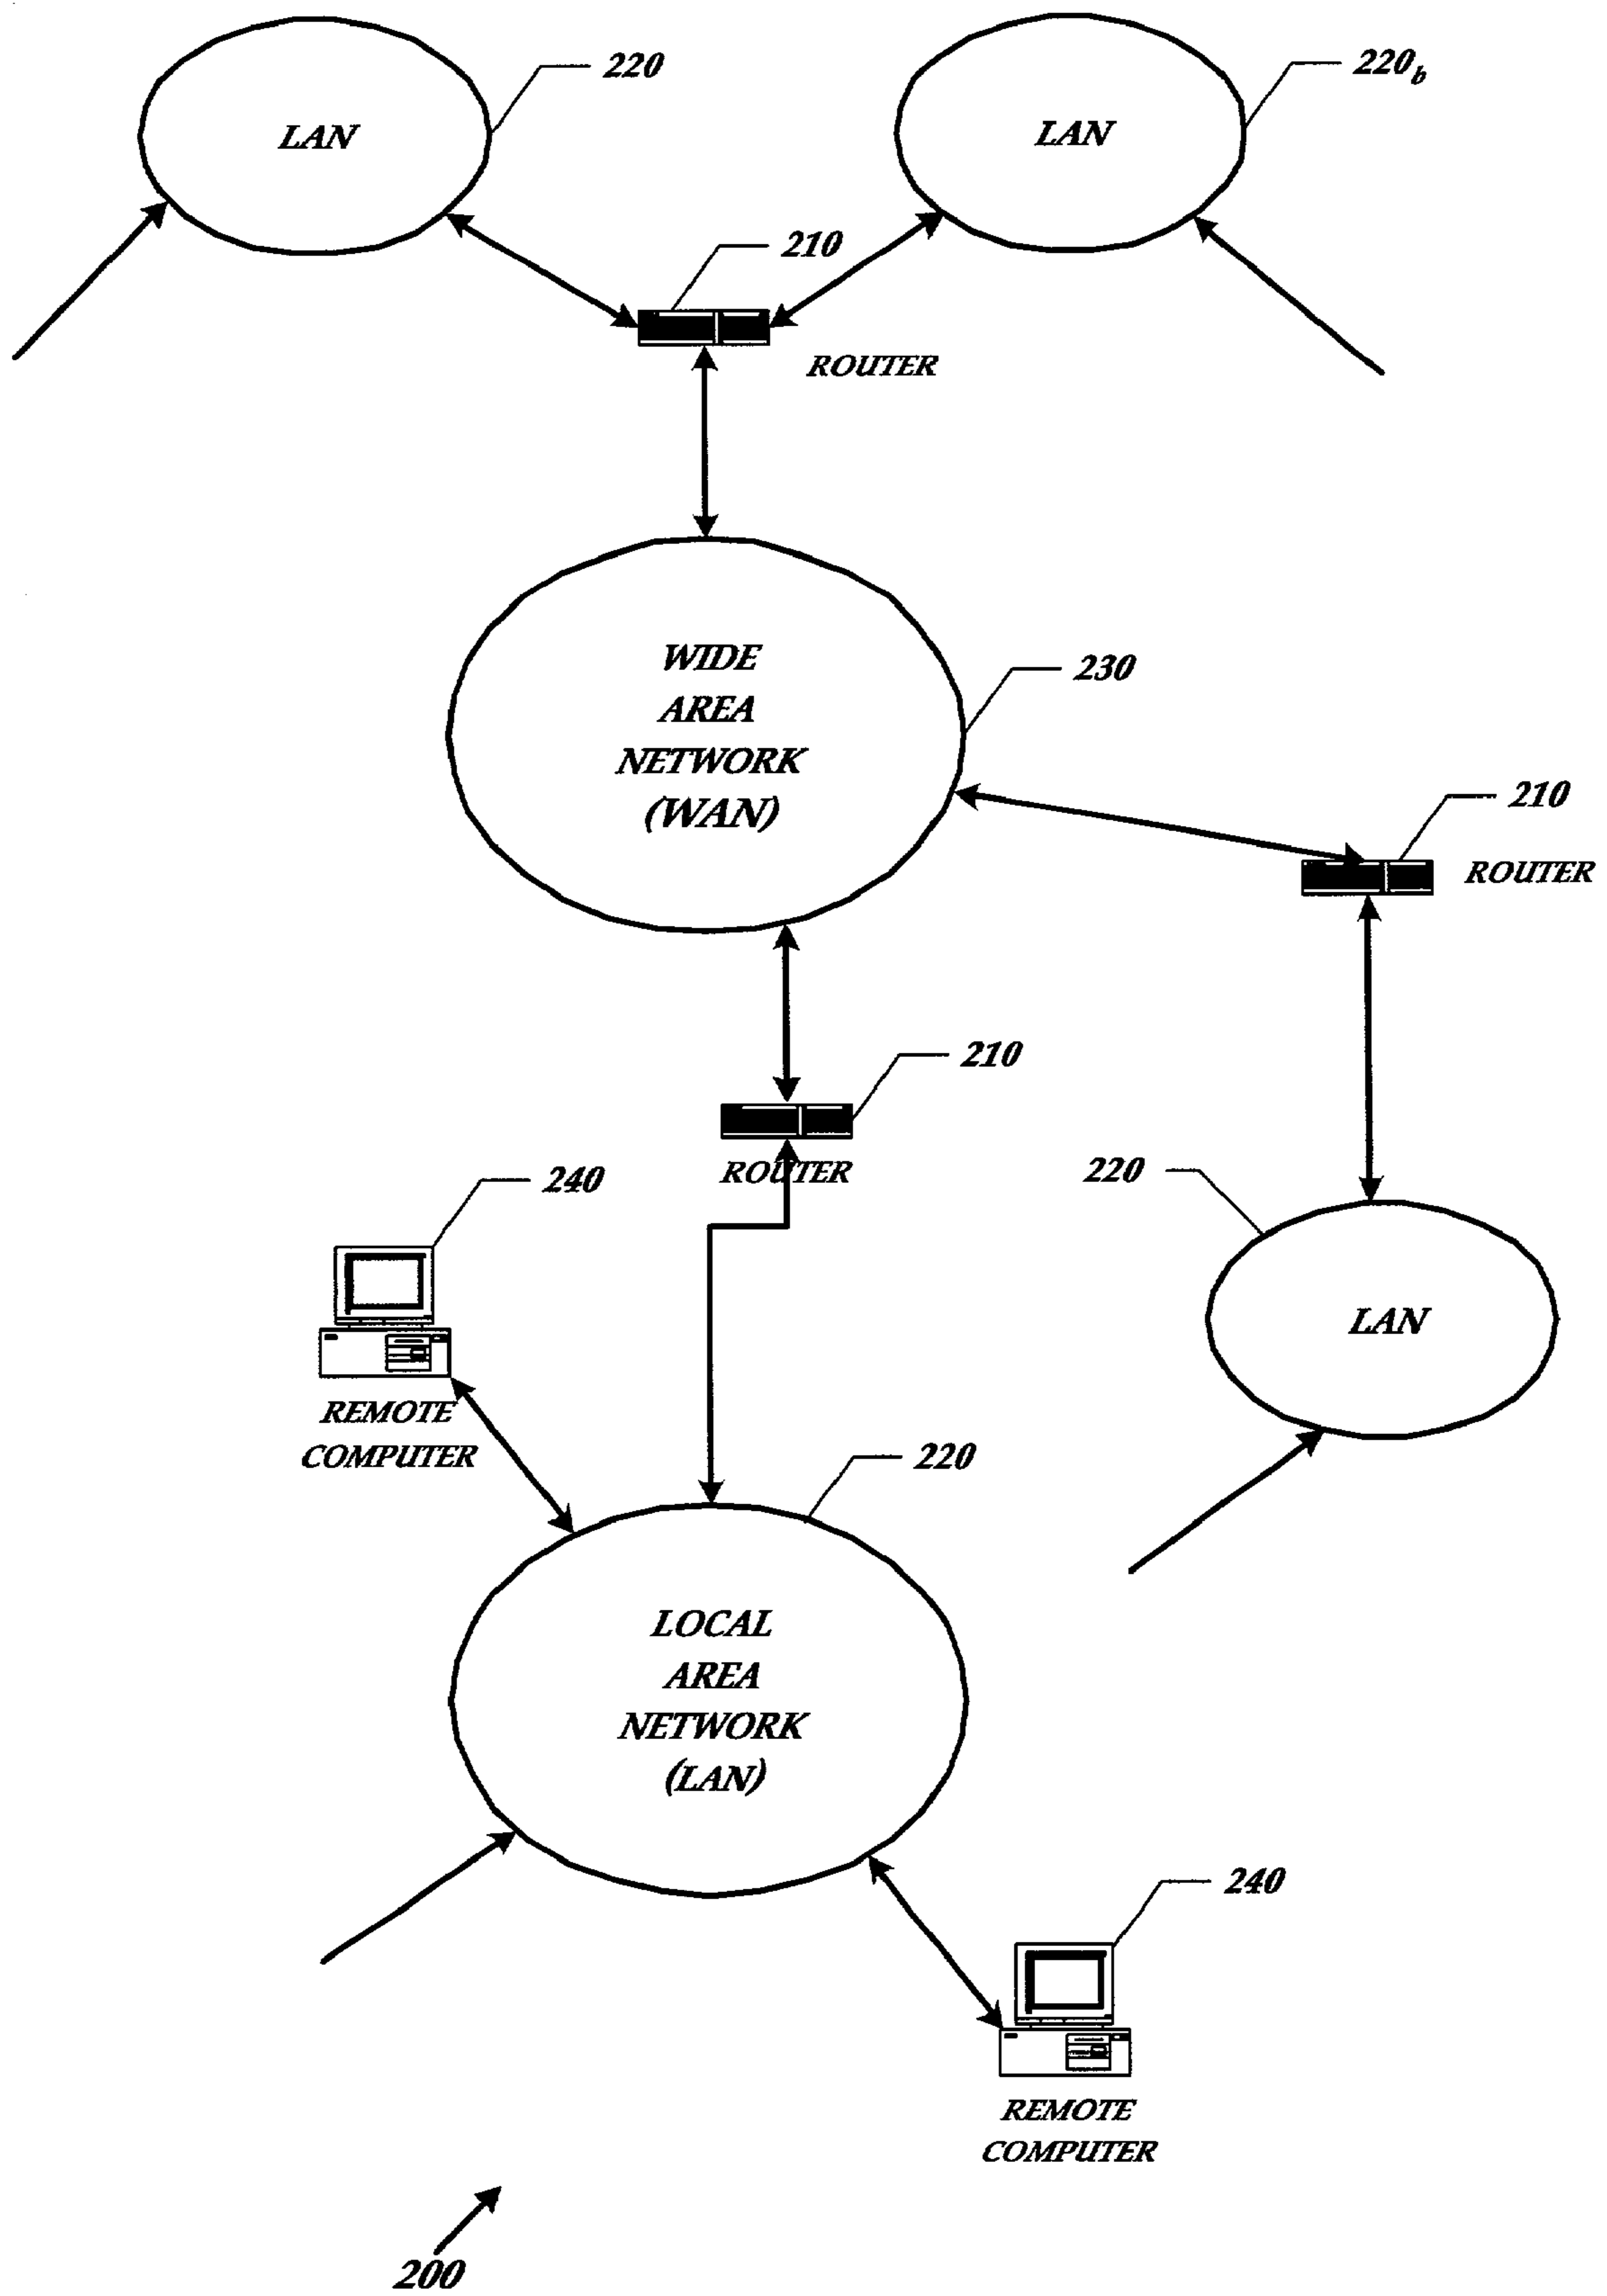 220
220b
LAN
LAN
210
ROUTER
WIDE
AREA
NETWORK
(WAN)
230
210
ROUTER
210
ROUTER
240
220
REMOTE
COMPUTER
LAN
220
LOCAL
AREA
NETWORK
(LAN)
240
REMOTE
COMPUTER
200